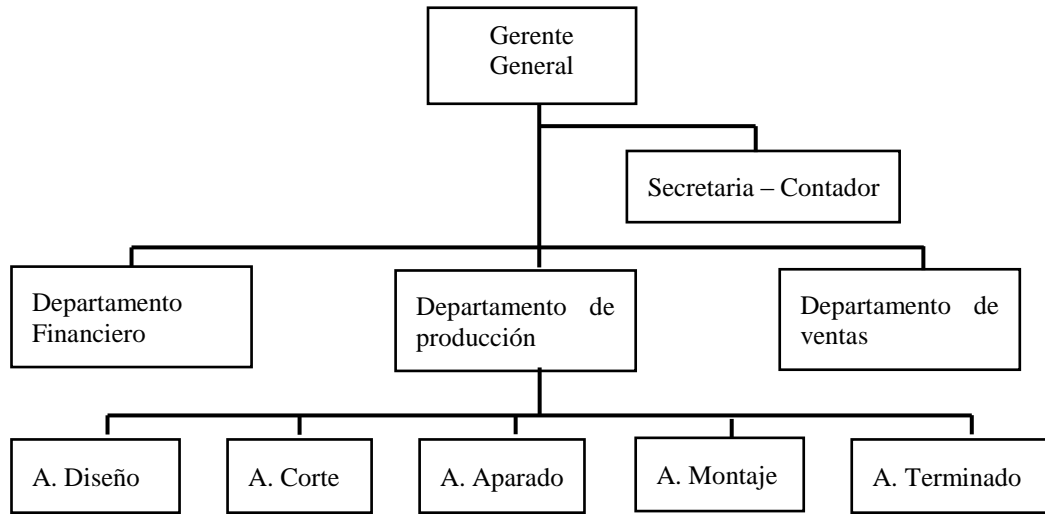 Gerente
General
Secretaria – Contador
Departamento
Financiero
Departamento de
producción
Departamento de
ventas
A. Diseño
A. Corte
A. Aparado
A. Montaje
A. Terminado